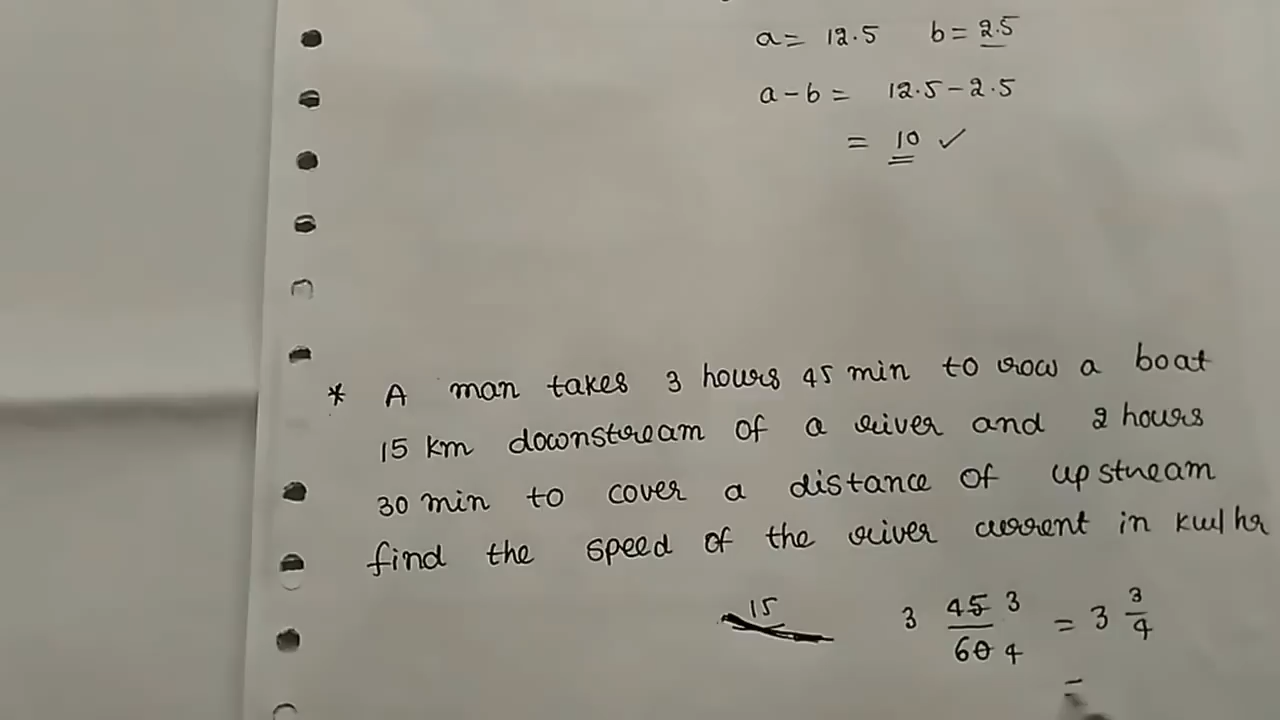 a = 12.5 b = 2.5
a - b = 12.5 - 2.5
= 10 ✓
* A man takes 3 hours 45 min to row a boat
15 km downstream of a river and 2 hours
30 min to cover a distance of upstream
find the speed of the river current in km/hr
15 3 45/60 3 4 = 3 3/4
=